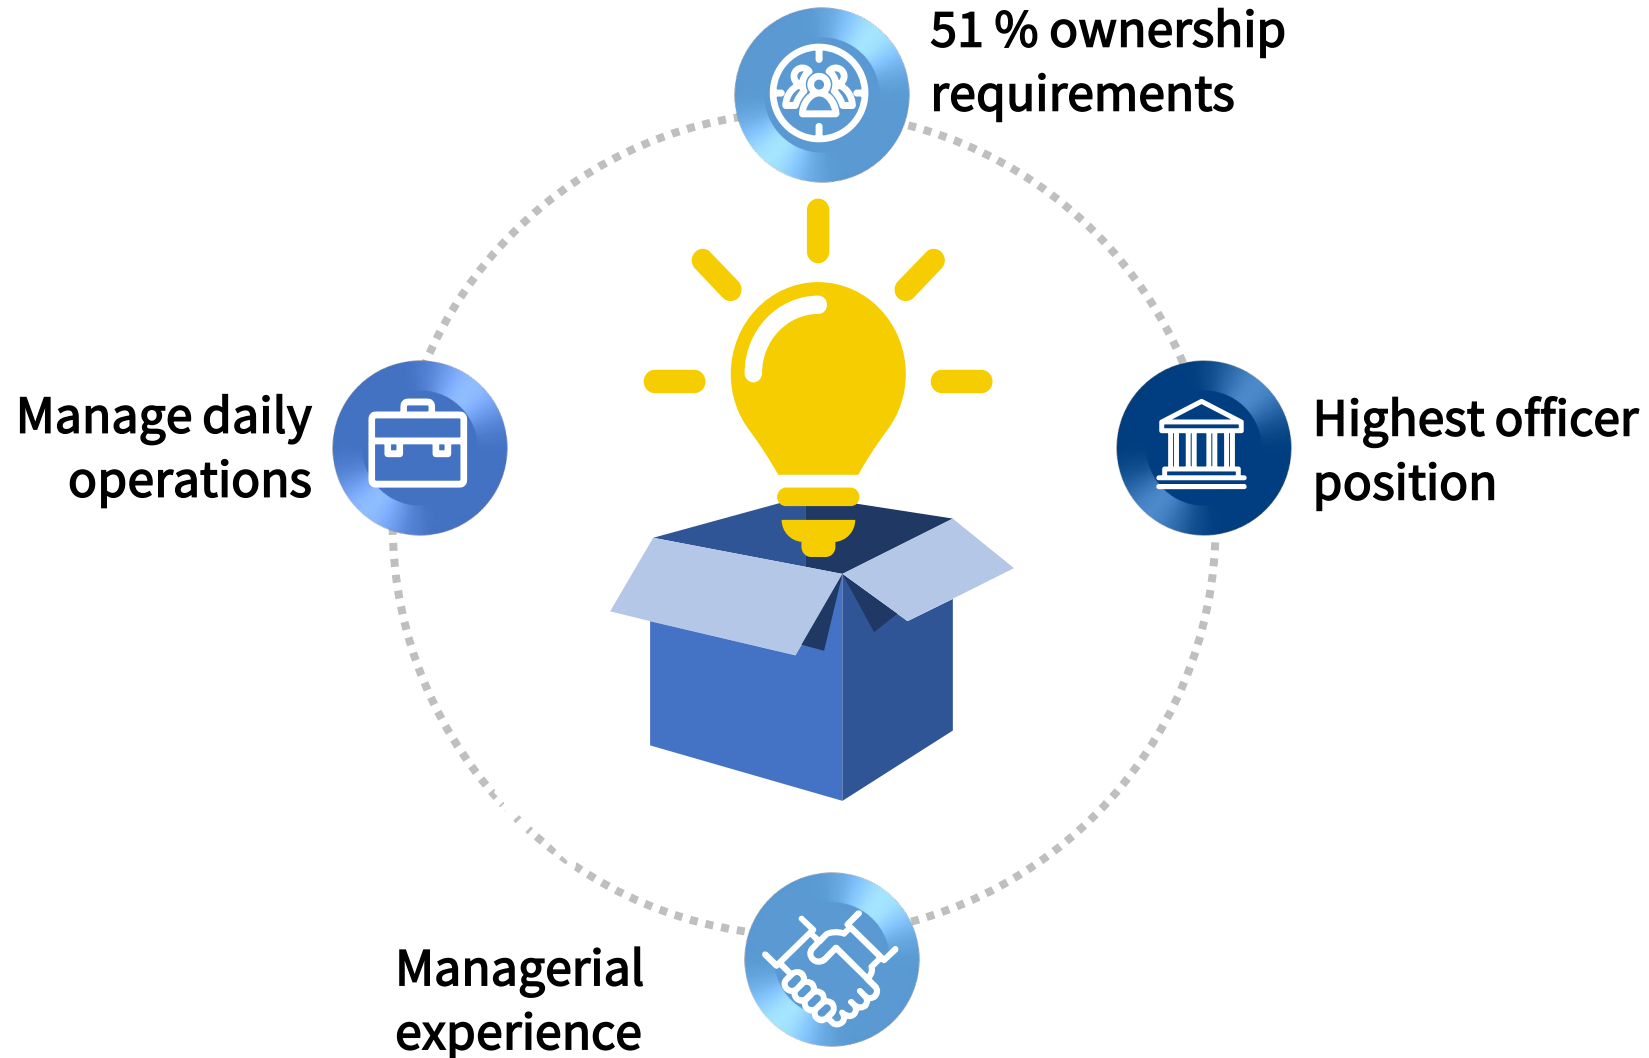 51 % ownership
requirements
Manage daily
operations
Highest officer
position
Managerial
experience